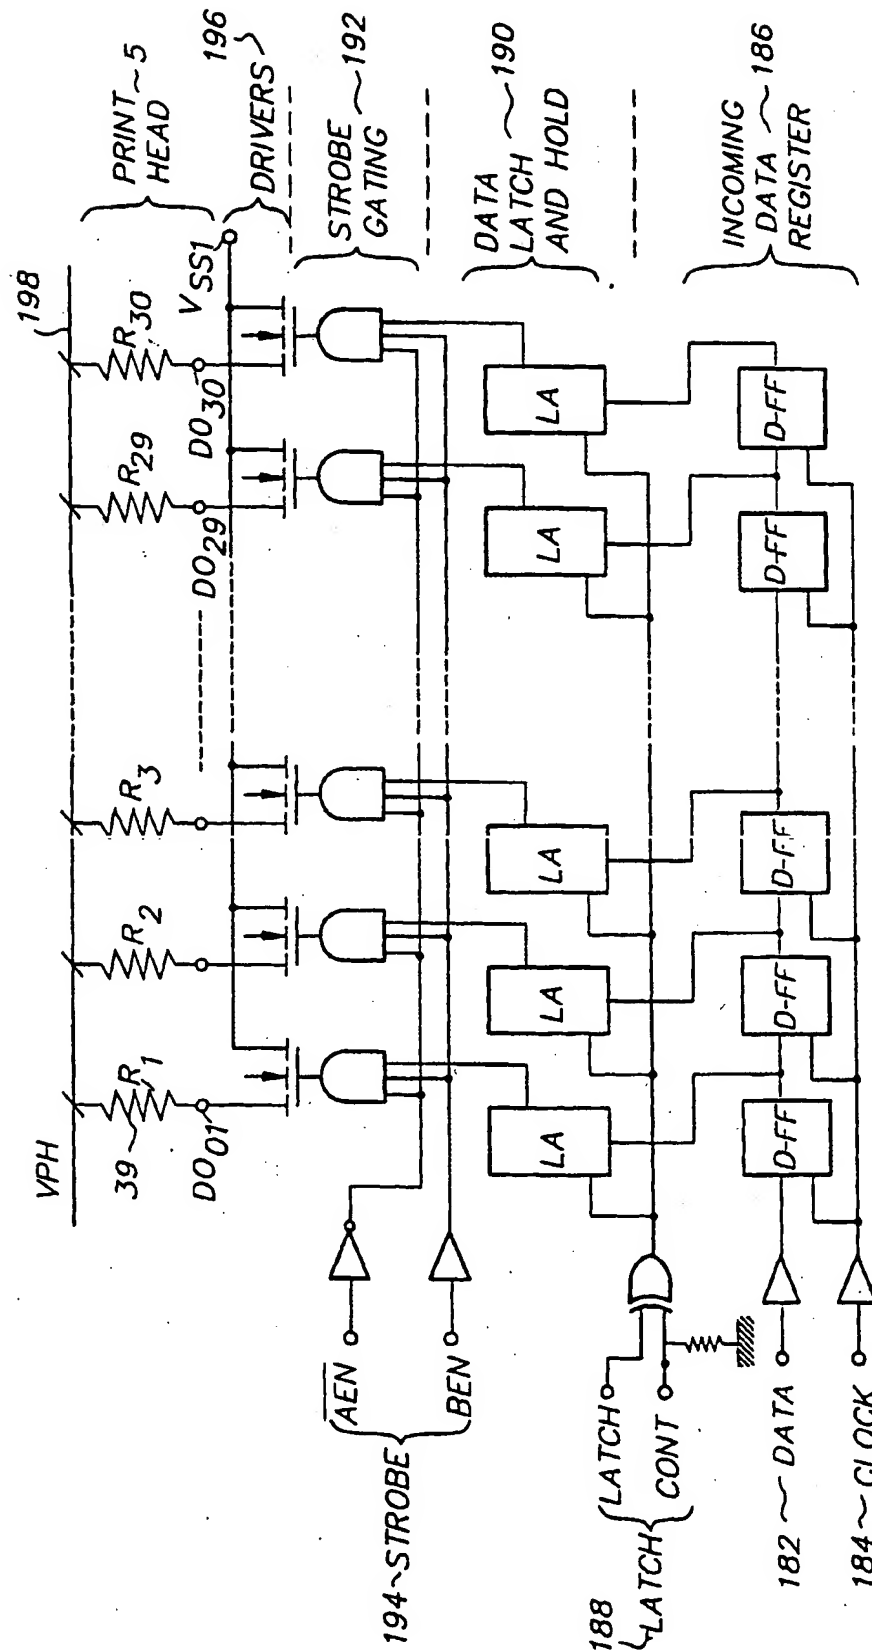 VPH
198
39
R1
R2
R3
R29
R30
PRINT ~ 5
HEAD
DO01
DO29
DO30
VSS1
DRIVERS
196
STROBE
GATING
192
AEN
BEN
194 ~ STROBE
DATA
LATCH
AND HOLD
190
LA
LA
LA
LA
LA
LATCH
CONT
188
LATCH
INCOMING
DATA
REGISTER
186
D-FF
D-FF
D-FF
D-FF
D-FF
182 ~ DATA
184 ~ CLOCK